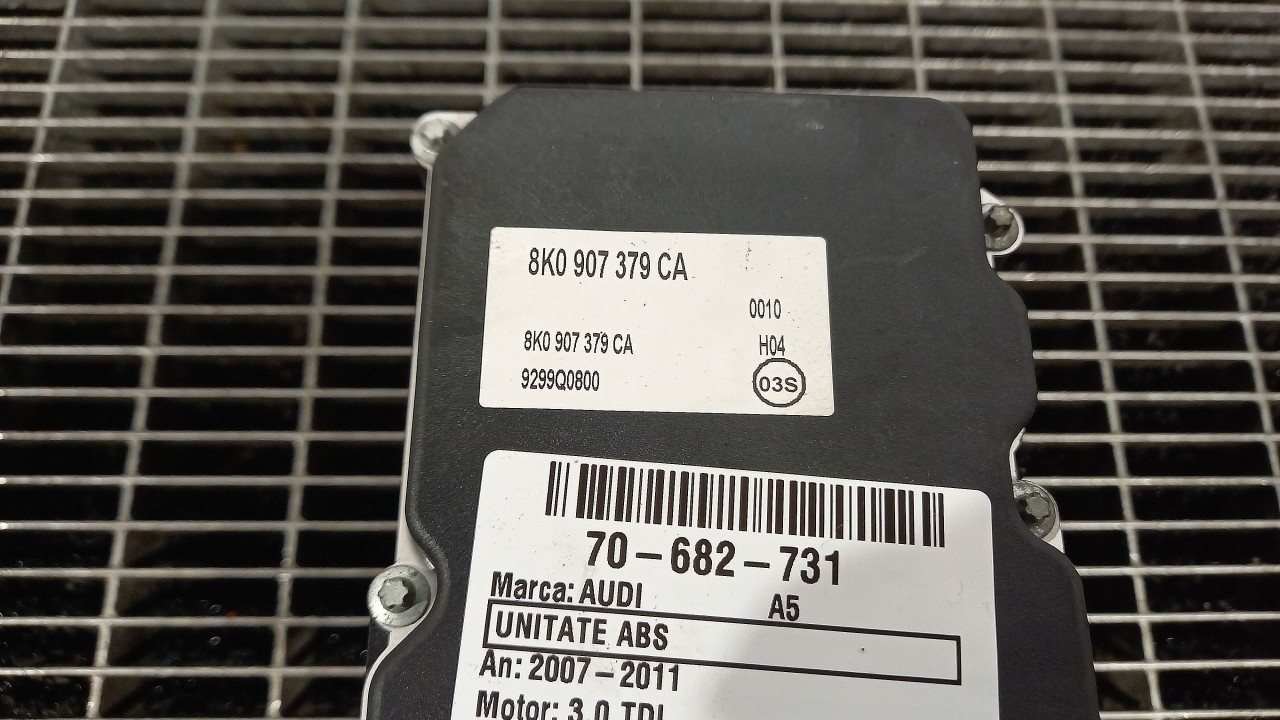 8K0 907 379 CA
0010
8K0 907 379 CA H04
9299Q0800 03S
70-682-731
Marca: AUDI A5
UNITATE ABS
An: 2007-2011
Motor: 3.0 TDI